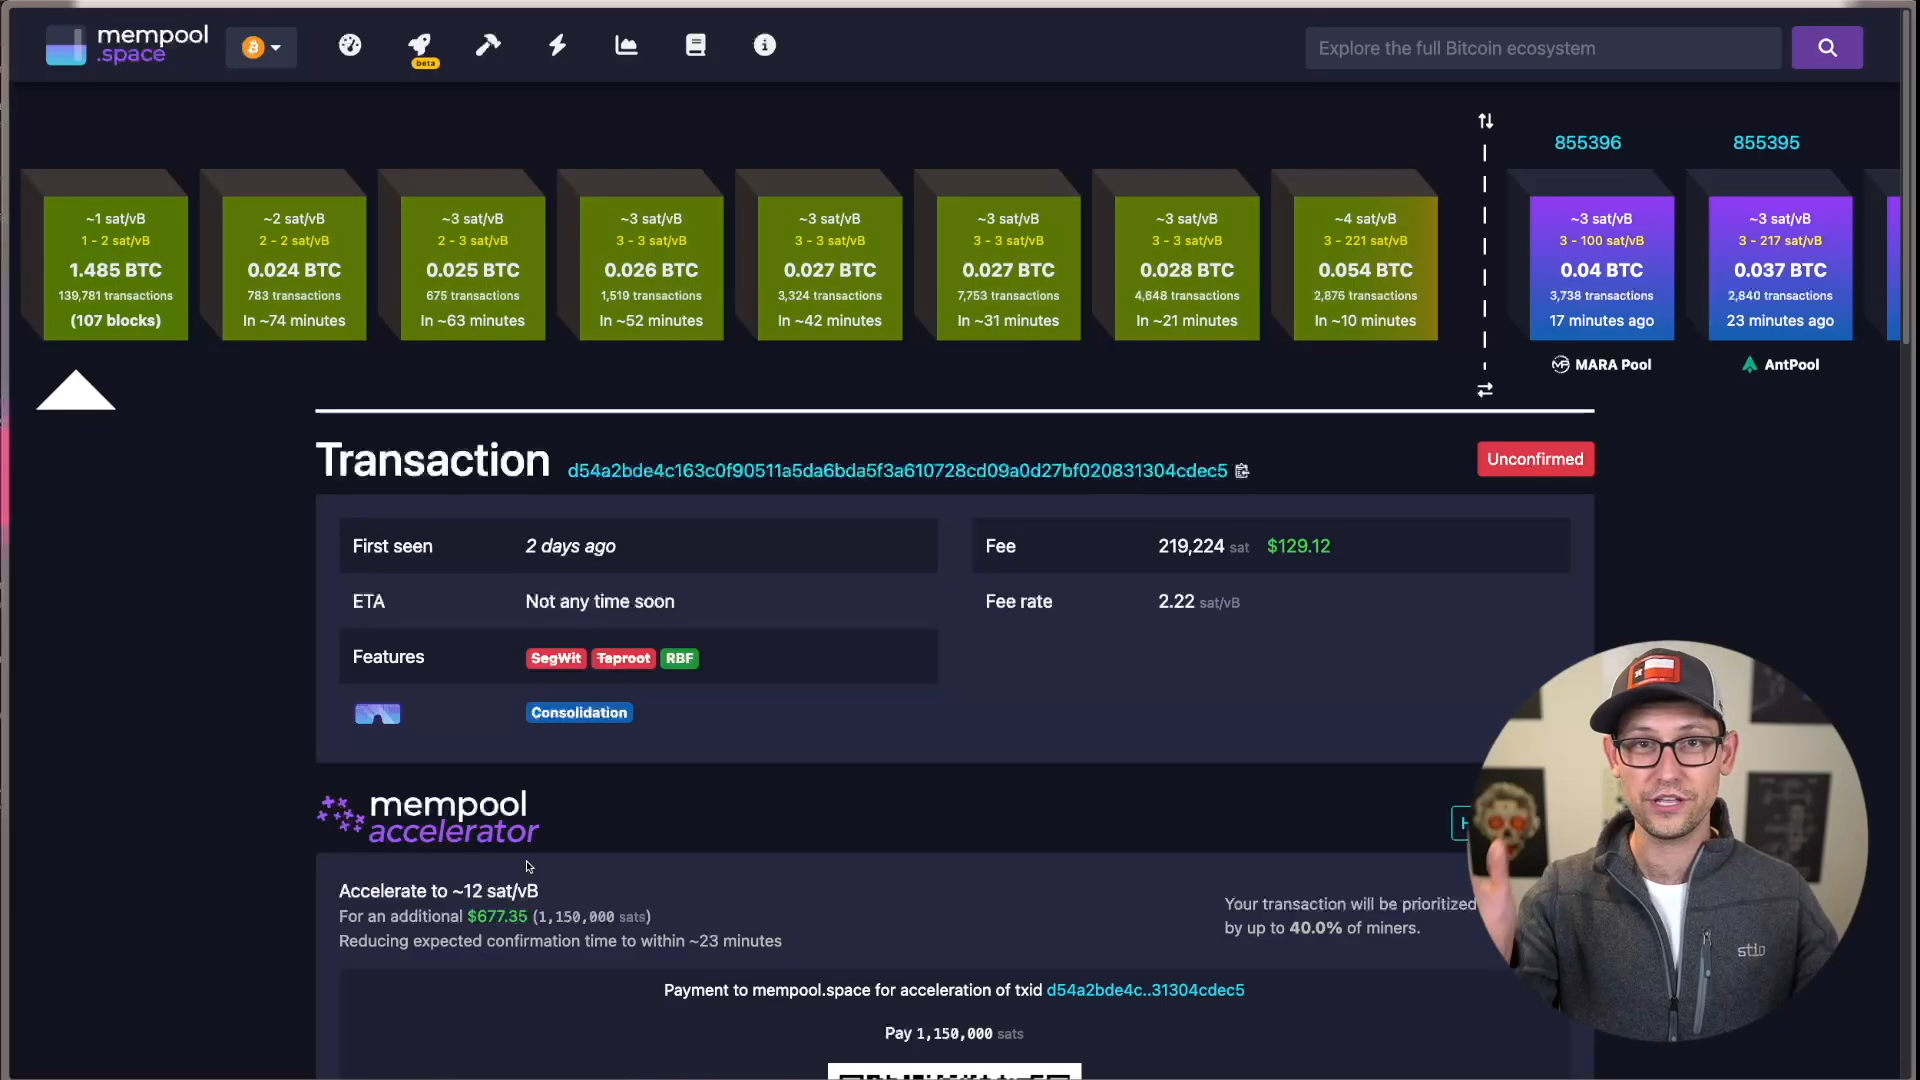 mempool
.space
beta
Explore the full Bitcoin ecosystem
855396
855395
~1 sat/vB
1 - 2 sat/vB
1.485 BTC
139,781 transactions
(107 blocks)
~2 sat/vB
2 - 2 sat/vB
0.024 BTC
783 transactions
In ~74 minutes
~3 sat/vB
2 - 3 sat/vB
0.025 BTC
675 transactions
In ~63 minutes
~3 sat/vB
3 - 3 sat/vB
0.026 BTC
1,519 transactions
In ~52 minutes
~3 sat/vB
3 - 3 sat/vB
0.027 BTC
3,324 transactions
In ~42 minutes
~3 sat/vB
3 - 3 sat/vB
0.027 BTC
7,753 transactions
In ~31 minutes
~3 sat/vB
3 - 3 sat/vB
0.028 BTC
4,648 transactions
In ~21 minutes
~4 sat/vB
3 - 221 sat/vB
0.054 BTC
2,876 transactions
In ~10 minutes
~3 sat/vB
3 - 100 sat/vB
0.04 BTC
3,738 transactions
17 minutes ago
MARA Pool
~3 sat/vB
3 - 217 sat/vB
0.037 BTC
2,840 transactions
23 minutes ago
AntPool
Transaction d54a2bde4c163c0f90511a5da6bda5f3a610728cd09a0d27bf020831304cdec5
Unconfirmed
First seen 2 days ago
ETA Not any time soon
Features SegWit Taproot RBF
Consolidation
Fee 219,224 sat $129.12
Fee rate 2.22 sat/vB
mempool
accelerator
H
Accelerate to ~12 sat/vB
For an additional $677.35 (1,150,000 sats)
Reducing expected confirmation time to within ~23 minutes
Your transaction will be prioritized
by up to 40.0% of miners.
Payment to mempool.space for acceleration of txid d54a2bde4c..31304cdec5
Pay 1,150,000 sats
stio